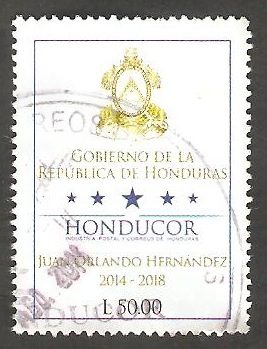 GOBIERNO DE LA
REPÚBLICA DE HONDURAS
HONDUCOR
INDUSTRIA POSTAL Y CORREOS DE HONDURAS
JUAN ORLANDO HERNÁNDEZ
2014 - 2018
L 50.00
HONDUCOR